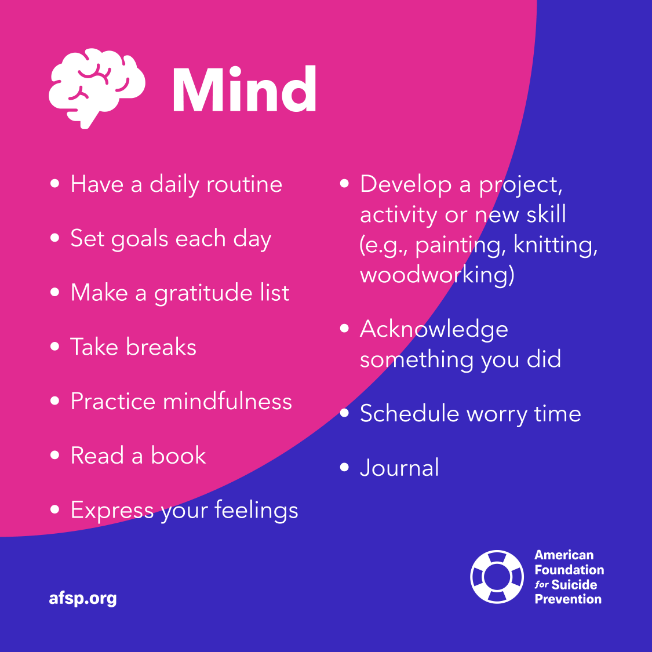 Mind
• Have a daily routine
• Set goals each day
• Make a gratitude list
• Take breaks
• Practice mindfulness
• Read a book
• Express your feelings
• Develop a project,
activity or new skill
(e.g., painting, knitting,
woodworking)
• Acknowledge
something you did
• Schedule worry time
• Journal
afsp.org
American
Foundation
for Suicide
Prevention